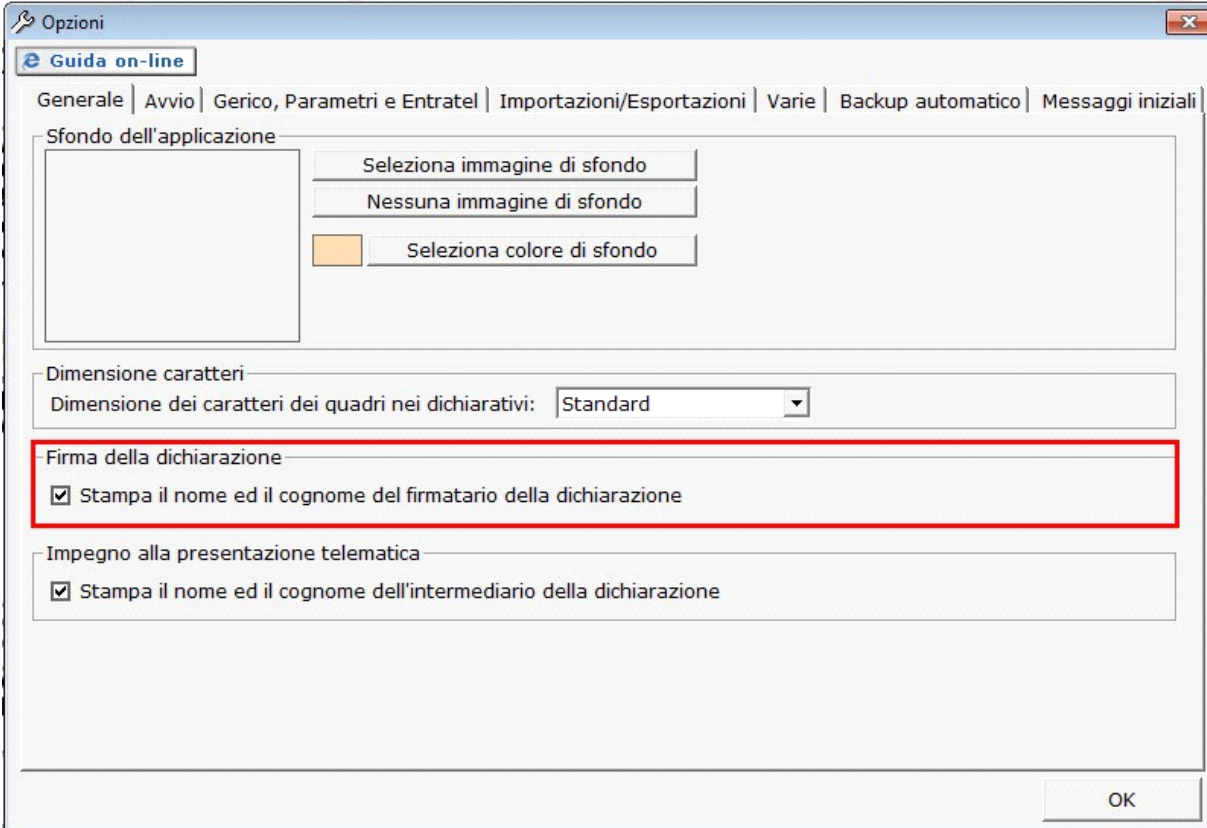 Opzioni
Guida on-line
Generale Avvio Gerico, Parametri e Entratel Importazioni/Esportazioni Varie Backup automatico Messaggi iniziali
Sfondo dell'applicazione
Seleziona immagine di sfondo
Nessuna immagine di sfondo
Seleziona colore di sfondo
Dimensione caratteri
Dimensione dei caratteri dei quadri nei dichiarativi: Standard
Firma della dichiarazione
Stampa il nome ed il cognome del firmatario della dichiarazione
Impegno alla presentazione telematica
Stampa il nome ed il cognome dell'intermediario della dichiarazione
OK